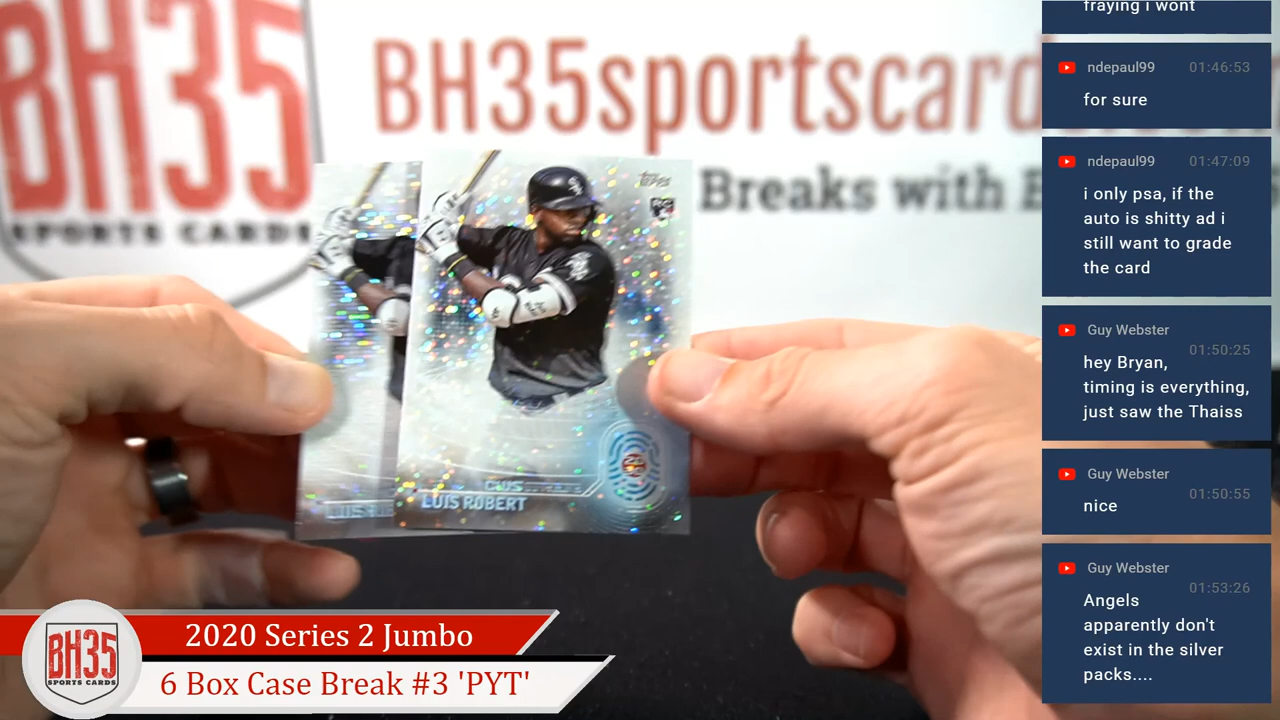 BH35
SPORTS CARDS
BH35sportscard
Breaks with
Topps
RC
LUIS ROBERT
fraying i wont
ndepaul99 01:46:53
for sure
ndepaul99 01:47:09
i only psa, if the
auto is shitty ad i
still want to grade
the card
Guy Webster
01:50:25
hey Bryan,
timing is everything,
just saw the Thaiss
Guy Webster
01:50:55
nice
Guy Webster
01:53:26
Angels
apparently don't
exist in the silver
packs....
BH35
SPORTS CARDS
2020 Series 2 Jumbo
6 Box Case Break #3 'PYT'